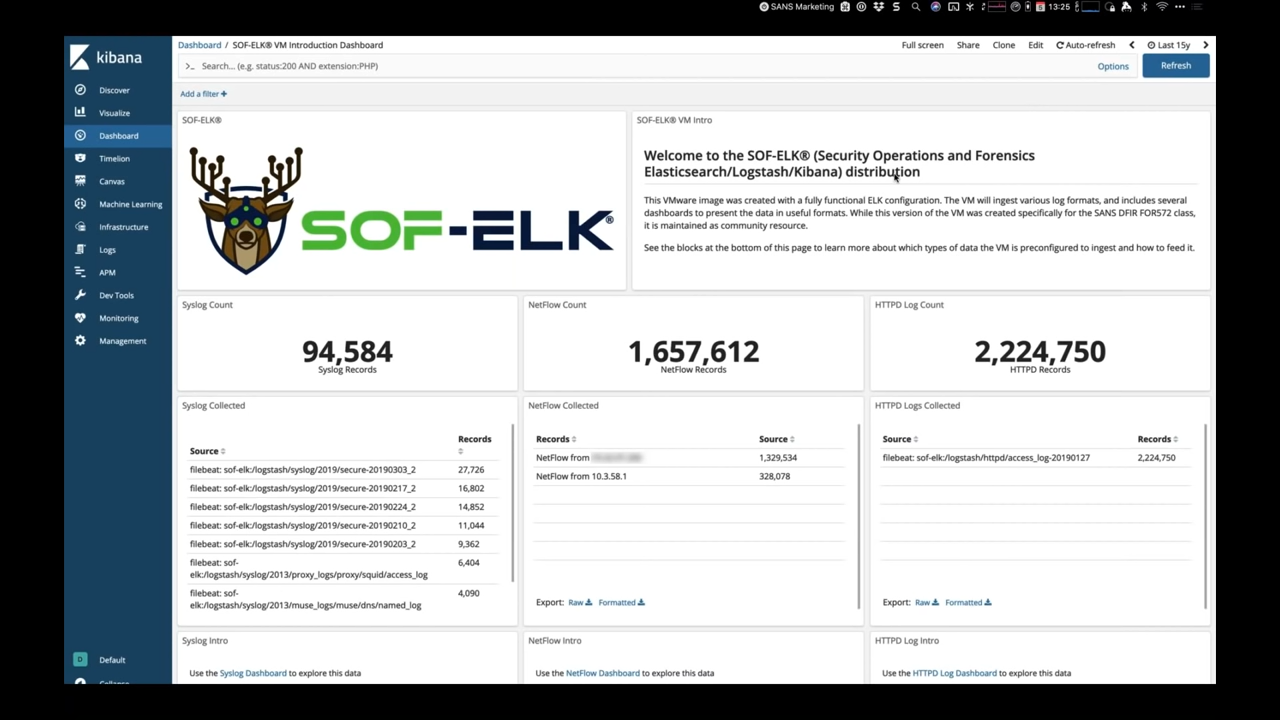 SANS Marketing
13:25
kibana
Dashboard / SOF-ELK® VM Introduction Dashboard
Full screen Share Clone Edit Auto-refresh Last 15y
>_ Search... (e.g. status:200 AND extension:PHP)
Options
Refresh
Add a filter +
Discover
Visualize
Dashboard
Timelion
Canvas
Machine Learning
Infrastructure
Logs
APM
Dev Tools
Monitoring
Management
D Default
SOF-ELK®
SOF-ELK®
SOF-ELK® VM Intro
Welcome to the SOF-ELK® (Security Operations and Forensics
Elasticsearch/Logstash/Kibana) distribution
This VMware image was created with a fully functional ELK configuration. The VM will ingest various log formats, and includes several
dashboards to present the data in useful formats. While this version of the VM was created specifically for the SANS DFIR FOR572 class,
it is maintained as community resource.
See the blocks at the bottom of this page to learn more about which types of data the VM is preconfigured to ingest and how to feed it.
Syslog Count
94,584
Syslog Records
NetFlow Count
1,657,612
NetFlow Records
HTTPD Log Count
2,224,750
HTTPD Records
Syslog Collected
Source Records
filebeat: sof-elk:/logstash/syslog/2019/secure-20190303_2 27,726
filebeat: sof-elk:/logstash/syslog/2019/secure-20190217_2 16,802
filebeat: sof-elk:/logstash/syslog/2019/secure-20190224_2 14,852
filebeat: sof-elk:/logstash/syslog/2019/secure-20190210_2 11,044
filebeat: sof-elk:/logstash/syslog/2019/secure-20190203_2 9,362
filebeat: sof- 6,404
elk:/logstash/syslog/2013/proxy_logs/proxy/squid/access_log
filebeat: sof- 4,090
elk:/logstash/syslog/2013/muse_logs/muse/dns/named_log
NetFlow Collected
Records Source
NetFlow from 1,329,534
NetFlow from 10.3.58.1 328,078
Export: Raw Formatted
HTTPD Logs Collected
Source Records
filebeat: sof-elk:/logstash/httpd/access_log-20190127 2,224,750
Export: Raw Formatted
Syslog Intro
Use the Syslog Dashboard to explore this data
NetFlow Intro
Use the NetFlow Dashboard to explore this data
HTTPD Log Intro
Use the HTTPD Log Dashboard to explore this data